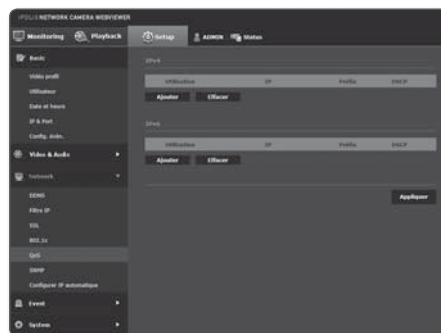 iPOLiS NETWORK CAMERA WEBVIEWER
Monitoring Playback Setup ADMIN Status
Basic
Vidéo profil
Utilisateur
Date et heure
IP & Port
Config. Aém.
Video & Audio
Network
DDNS
Filtre IP
SSL
802.1x
QoS
SNMP
Configurer IP automatique
Event
System
IPv4
Utilisation IP Préfix DSCP
Ajouter Effacer
IPv6
Utilisation IP Préfix DSCP
Ajouter Effacer
Appliquer